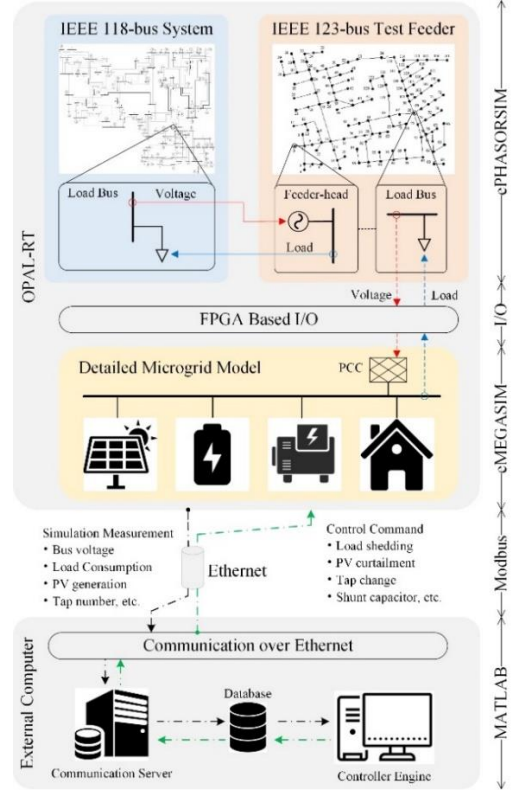 IEEE 118-bus System
IEEE 123-bus Test Feeder
Load Bus
Voltage
Feeder-head
Load
Load Bus
OPAL-RT
Voltage
Load
FPGA Based I/O
Detailed Microgrid Model
PCC
Simulation Measurement
• Bus voltage
• Load Consumption
• PV generation
• Tap number, etc.
Ethernet
Control Command
• Load shedding
• PV curtailment
• Tap change
• Shunt capacitor, etc.
External Computer
Communication over Ethernet
Database
Communication Server
Controller Engine
ePHASORSIM
I/O
eMEGASIM
Modbus
MATLAB